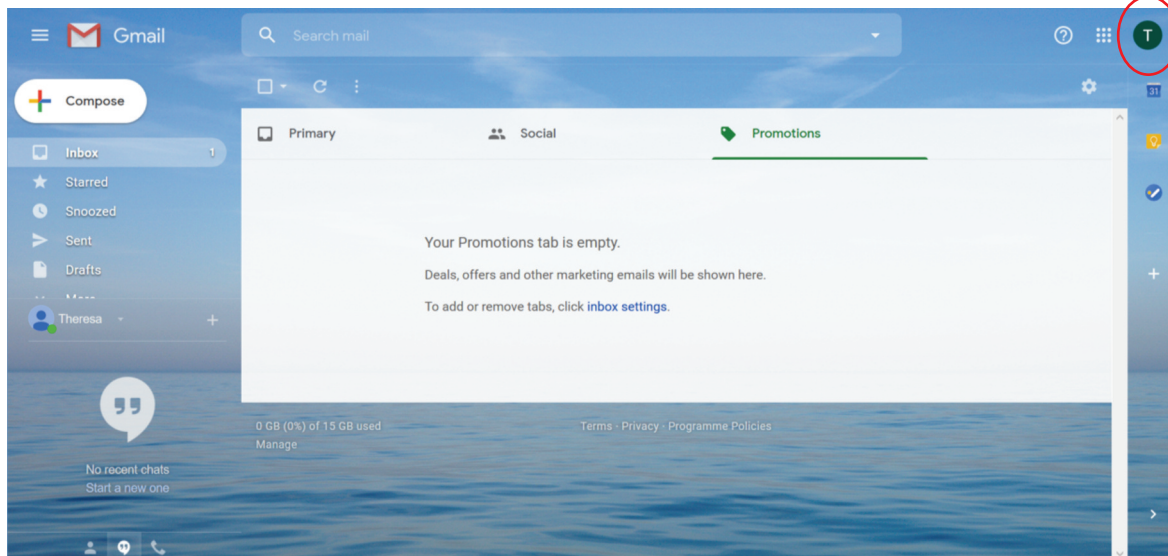 Gmail
Search mail
T
Compose
Primary
Social
Promotions
31
Inbox 1
Starred
Snoozed
Sent
Drafts
Your Promotions tab is empty.
Deals, offers and other marketing emails will be shown here.
To add or remove tabs, click inbox settings.
Theresa
0 GB (0%) of 15 GB used
Manage
Terms - Privacy - Programme Policies
No recent chats
Start a new one